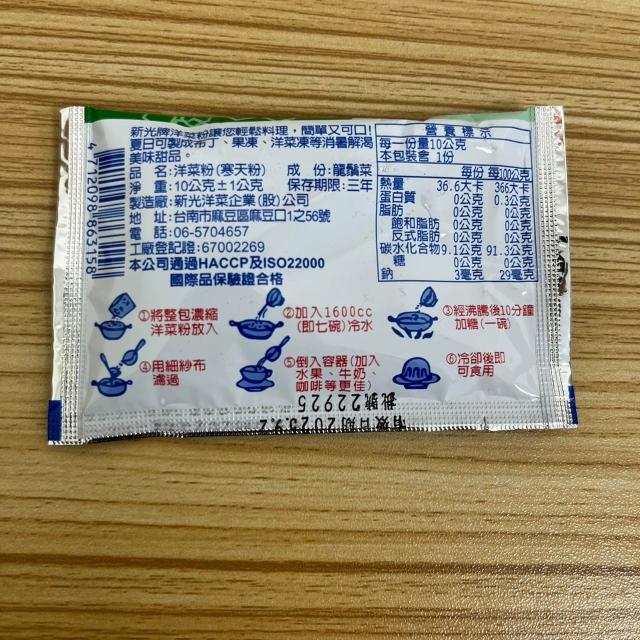 新光牌洋菜粉讓您輕鬆料理，簡單又可口!
夏日可製成布丁、果凍、洋菜凍等消暑解渴
美味甜品。
品 名:洋菜粉(寒天粉) 成 份:龍鬚菜
淨 重:10公克±1公克 保存期限:三年
製造廠:新光洋菜企業(股)公司
地 址:台南市麻豆區麻豆口1之56號
電 話:06-5704657
工廠登記證:67002269
本公司通過HACCP及ISO22000
國際品保驗證合格
4 712098 863158
營養標示
每一份量10公克
本包裝含 1份
每份 每100公克
熱量 36.6大卡 366大卡
蛋白質 0公克 0.3公克
脂肪 0公克 0公克
飽和脂肪 0公克 0公克
反式脂肪 0公克 0公克
碳水化合物 9.1公克 91.3公克
糖 0公克 0公克
鈉 3毫克 29毫克
①將整包濃縮
洋菜粉放入
②加入1600cc
(即七碗)冷水
③經沸騰後10分鐘
加糖(一碗)
④用細紗布
濾過
⑤倒入容器(加入
水果、牛奶、
咖啡等更佳)
⑥冷卻後即
可食用
批號22925
有效日期2025.9.2